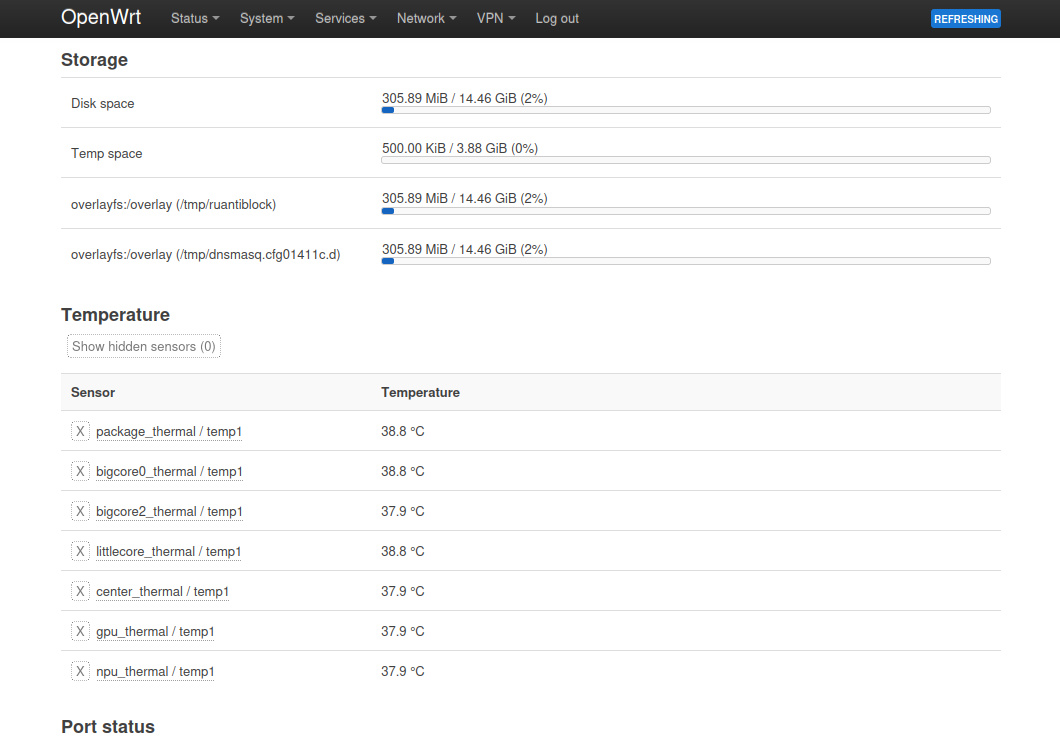 OpenWrt Status System Services Network VPN Log out REFRESHING
Storage
Disk space 305.89 MiB / 14.46 GiB (2%)
Temp space 500.00 KiB / 3.88 GiB (0%)
overlayfs:/overlay (/tmp/ruantiblock) 305.89 MiB / 14.46 GiB (2%)
overlayfs:/overlay (/tmp/dnsmasq.cfg01411c.d) 305.89 MiB / 14.46 GiB (2%)
Temperature
Show hidden sensors (0)
Sensor Temperature
X package_thermal / temp1 38.8 °C
X bigcore0_thermal / temp1 38.8 °C
X bigcore2_thermal / temp1 37.9 °C
X littlecore_thermal / temp1 38.8 °C
X center_thermal / temp1 37.9 °C
X gpu_thermal / temp1 37.9 °C
X npu_thermal / temp1 37.9 °C
Port status